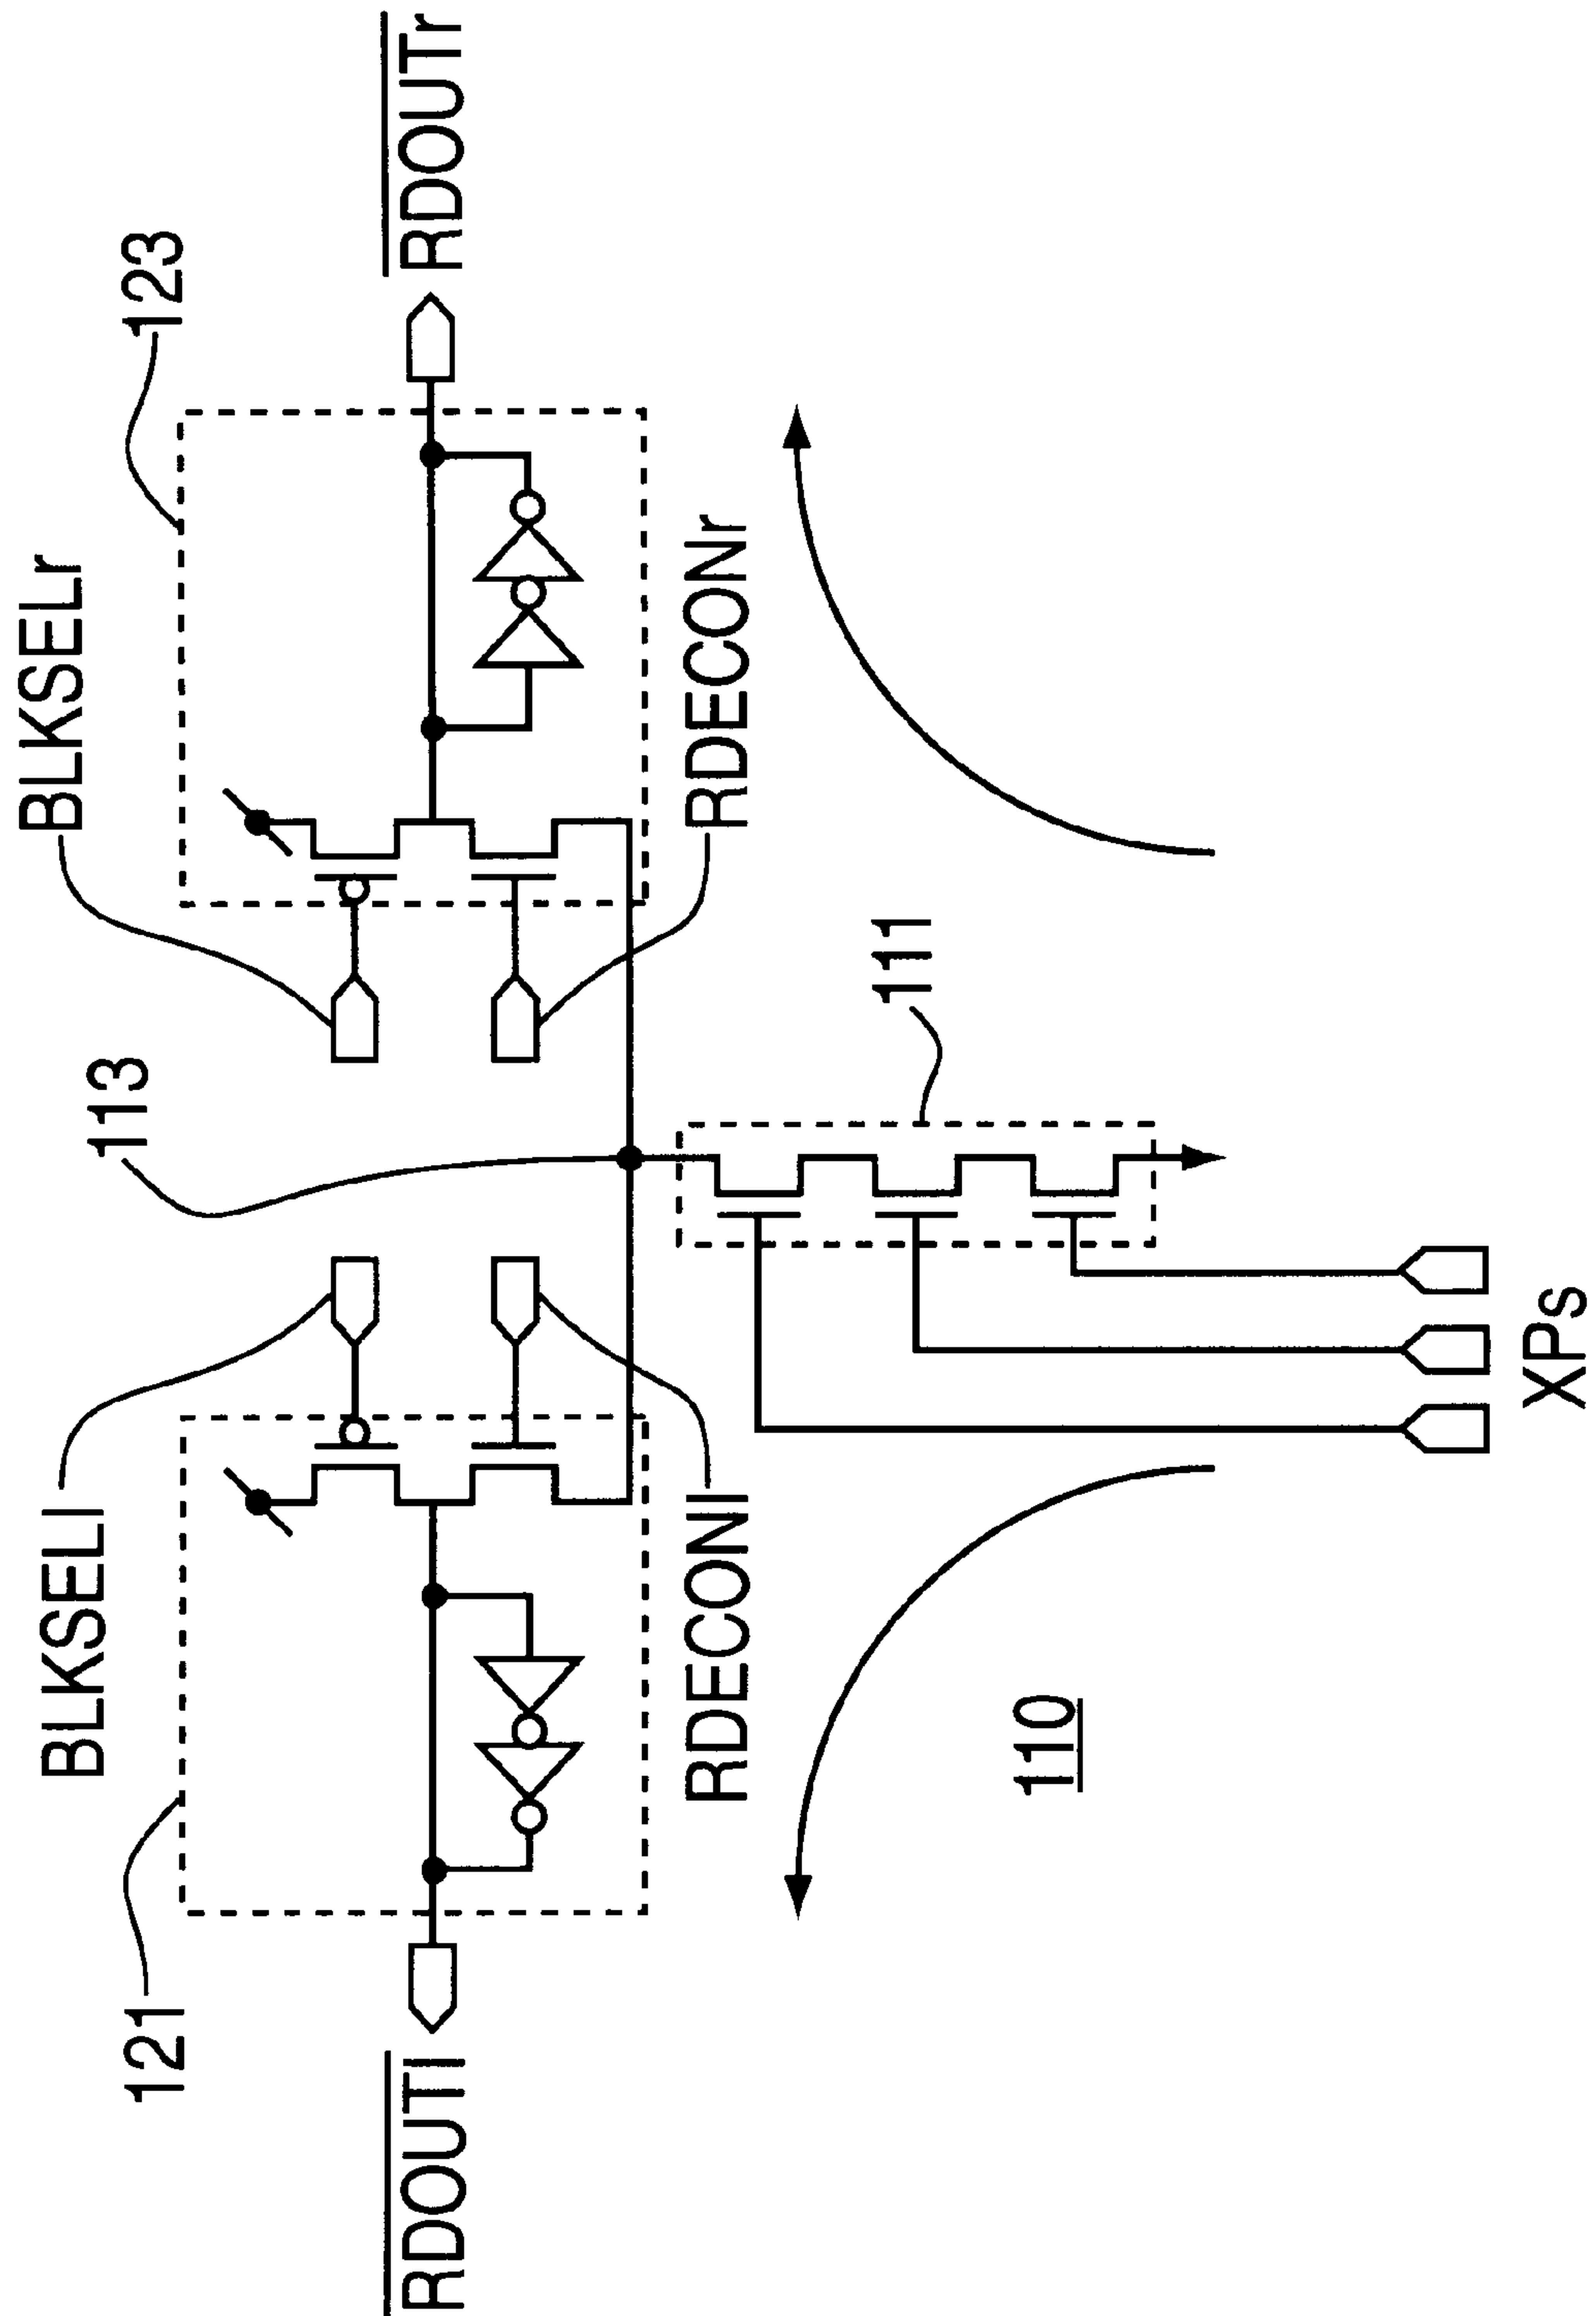 BLKSELl
BLKSELr
113
121
123
RDOUTl
RDOUTr
RDECONl
RDECONr
111
110
XPs